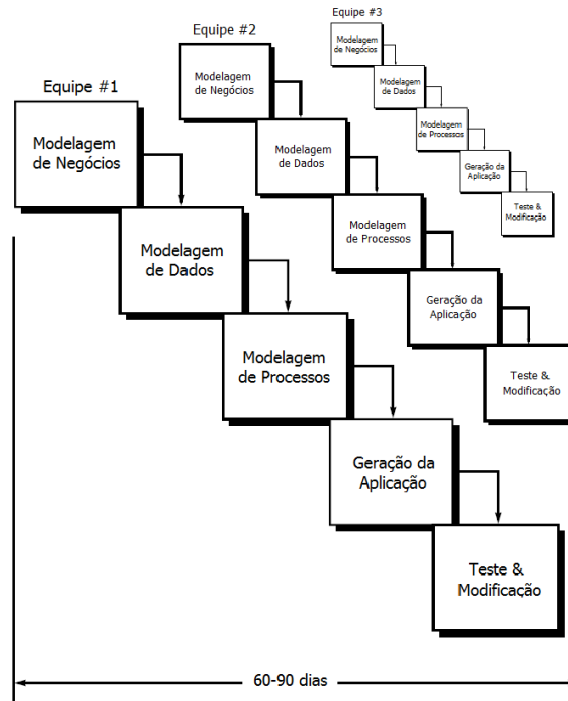 Equipe #1
Modelagem
de Negócios
Modelagem
de Dados
Modelagem
de Processos
Geração da
Aplicação
Teste &
Modificação
Equipe #2
Modelagem
de Negócios
Modelagem
de Dados
Modelagem
de Processos
Geração da
Aplicação
Teste &
Modificação
Equipe #3
Modelagem
de Negócios
Modelagem
de Dados
Modelagem
de Processos
Geração da
Aplicação
Teste &
Modificação
60-90 dias